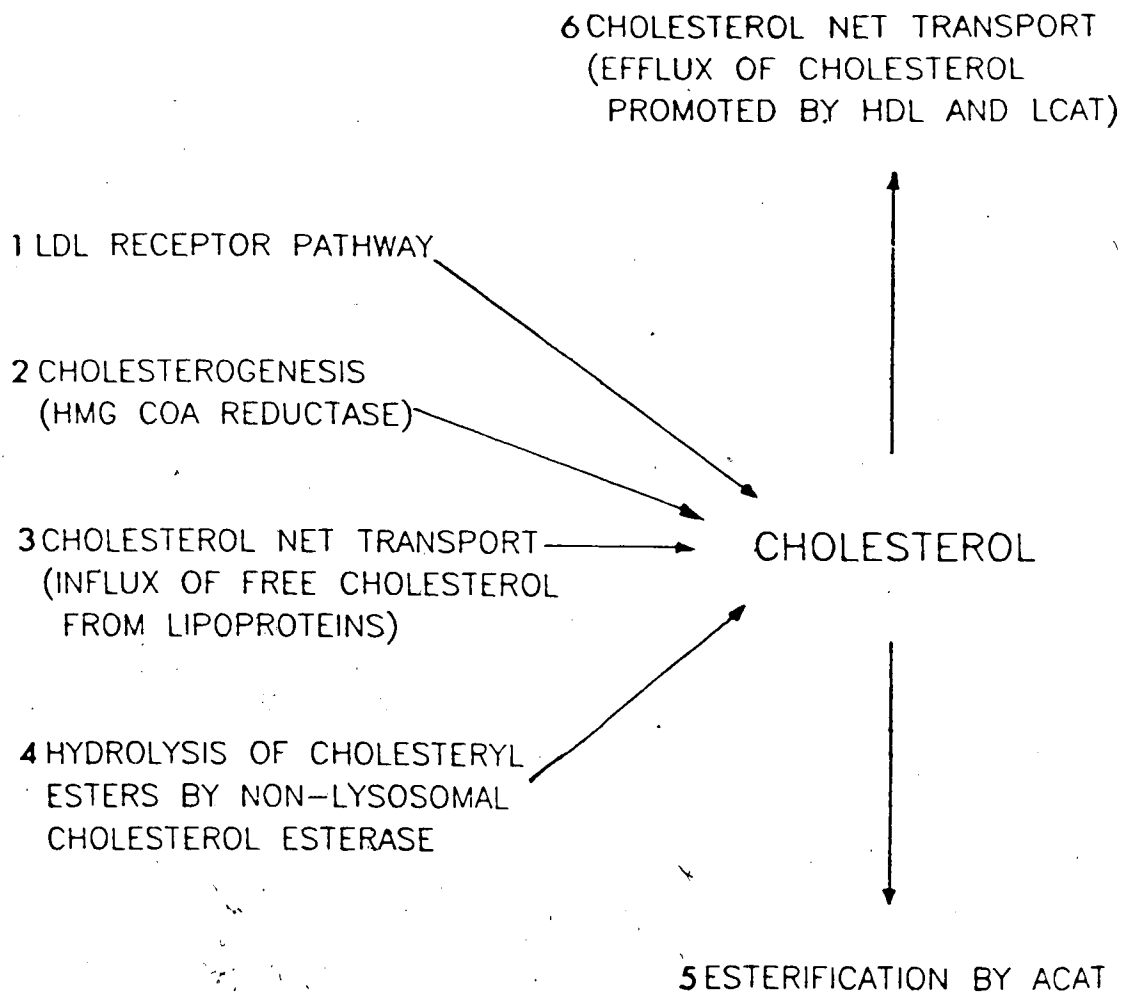 6 CHOLESTEROL NET TRANSPORT
(EFFLUX OF CHOLESTEROL
PROMOTED BY HDL AND LCAT)
1 LDL RECEPTOR PATHWAY
2 CHOLESTEROGENESIS
(HMG COA REDUCTASE)
3 CHOLESTEROL NET TRANSPORT
(INFLUX OF FREE CHOLESTEROL
FROM LIPOPROTEINS)
CHOLESTEROL
4 HYDROLYSIS OF CHOLESTERYL
ESTERS BY NON-LYSOSOMAL
CHOLESTEROL ESTERASE
5 ESTERIFICATION BY ACAT